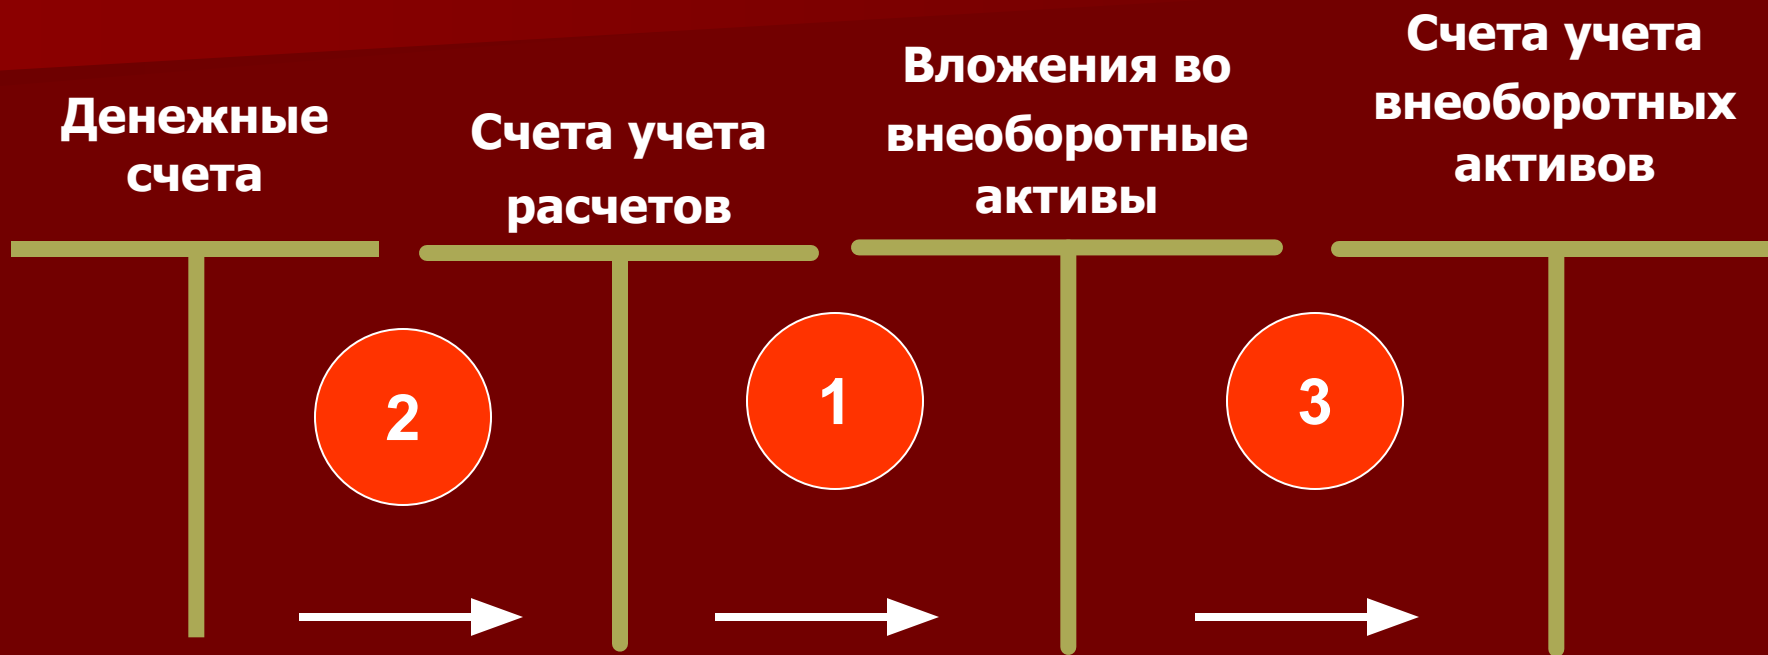 Денежные
счета
Счета учета
расчетов
Вложения во
внеоборотные
активы
Счета учета
внеоборотных
активов
2
1
3